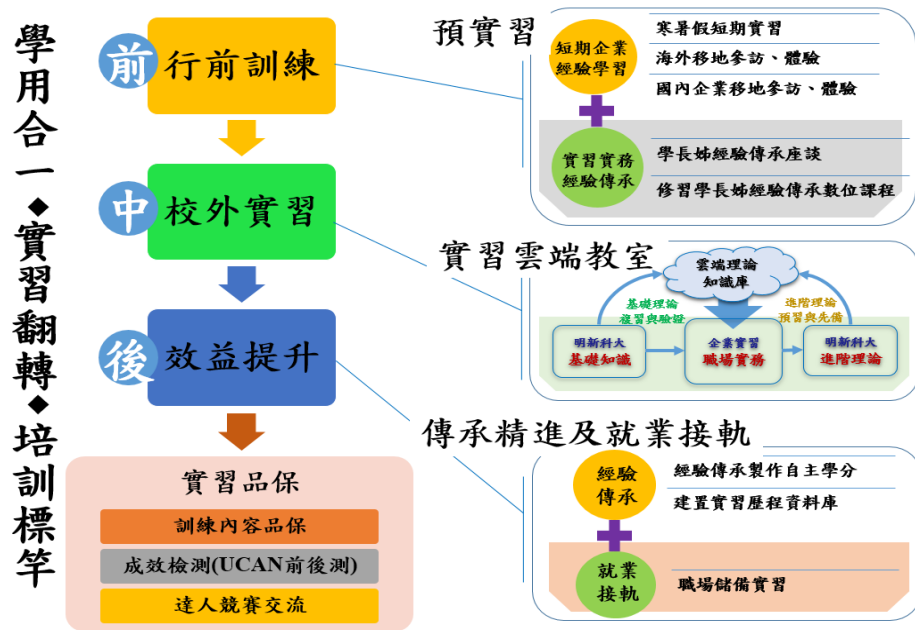 學用合一◆實習翻轉◆培訓標竿
前
行前訓練
中
校外實習
後
效益提升
實習品保
訓練內容品保
成效檢測(UCAN前後測)
達人競賽交流
預實習
短期企業
經驗學習
寒暑假短期實習
海外移地參訪、體驗
國內企業移地參訪、體驗
實習實務
經驗傳承
學長姊經驗傳承座談
修習學長姊經驗傳承數位課程
實習雲端教室
雲端理論
知識庫
基礎理論
複習與驗證
進階理論
預習與先備
明新科大
基礎知識
企業實習
職場實務
明新科大
進階理論
傳承精進及就業接軌
經驗
傳承
經驗傳承製作自主學分
建置實習歷程資料庫
就業
接軌
職場儲備實習